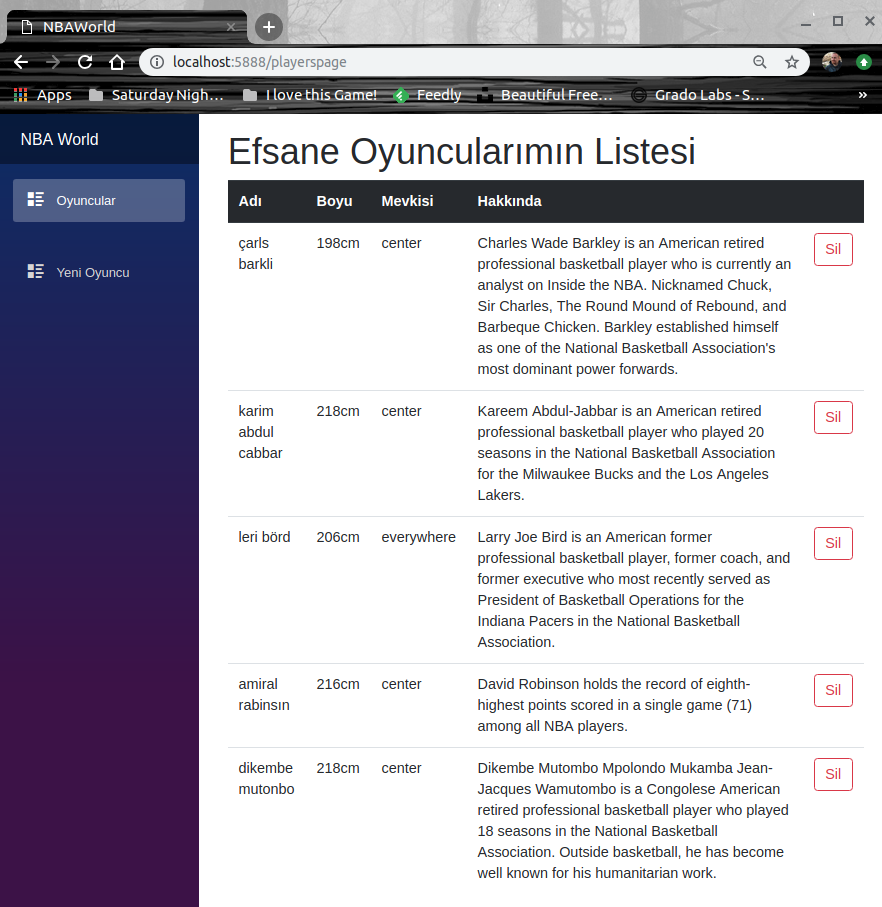 NBAWorld
localhost:5888/playerspage
Apps Saturday Nigh... I love this Game! Feedly Beautiful Free... Grado Labs - S... »
NBA World
Oyuncular
Yeni Oyuncu
Efsane Oyuncularımın Listesi
Adı Boyu Mevkisi Hakkında
çarls 198cm center Charles Wade Barkley is an American retired Sil
barkli professional basketball player who is currently an
analyst on Inside the NBA. Nicknamed Chuck,
Sir Charles, The Round Mound of Rebound, and
Barbeque Chicken. Barkley established himself
as one of the National Basketball Association's
most dominant power forwards.
karim 218cm center Kareem Abdul-Jabbar is an American retired Sil
abdul professional basketball player who played 20
cabbar seasons in the National Basketball Association
for the Milwaukee Bucks and the Los Angeles
Lakers.
leri börd 206cm everywhere Larry Joe Bird is an American former Sil
professional basketball player, former coach, and
former executive who most recently served as
President of Basketball Operations for the
Indiana Pacers in the National Basketball
Association.
amiral 216cm center David Robinson holds the record of eighth- Sil
rabinsın highest points scored in a single game (71)
among all NBA players.
dikembe 218cm center Dikembe Mutombo Mpolondo Mukamba Jean- Sil
mutonbo Jacques Wamutombo is a Congolese American
retired professional basketball player who played
18 seasons in the National Basketball
Association. Outside basketball, he has become
well known for his humanitarian work.